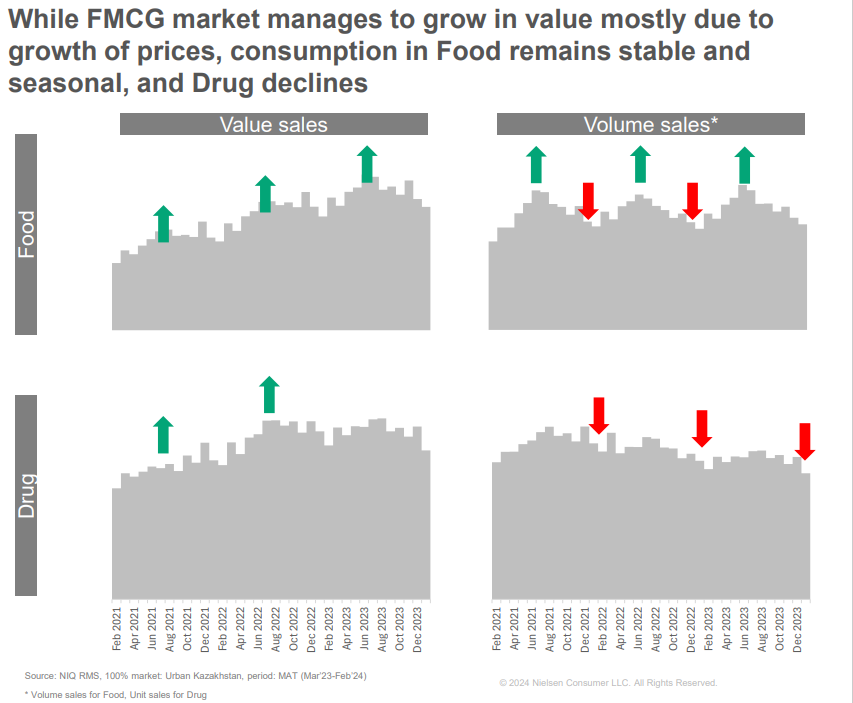 While FMCG market manages to grow in value mostly due to
growth of prices, consumption in Food remains stable and
seasonal, and Drug declines
Value sales
Volume sales*
Food
Drug
Feb 2021
Apr 2021
Jun 2021
Aug 2021
Oct 2021
Dec 2021
Feb 2022
Apr 2022
Jun 2022
Aug 2022
Oct 2022
Dec 2022
Feb 2023
Apr 2023
Jun 2023
Aug 2023
Oct 2023
Dec 2023
Feb 2021
Apr 2021
Jun 2021
Aug 2021
Oct 2021
Dec 2021
Feb 2022
Apr 2022
Jun 2022
Aug 2022
Oct 2022
Dec 2022
Feb 2023
Apr 2023
Jun 2023
Aug 2023
Oct 2023
Dec 2023
Source: NIQ RMS, 100% market: Urban Kazakhstan, period: MAT (Mar'23-Feb'24)
* Volume sales for Food, Unit sales for Drug
© 2024 Nielsen Consumer LLC. All Rights Reserved.